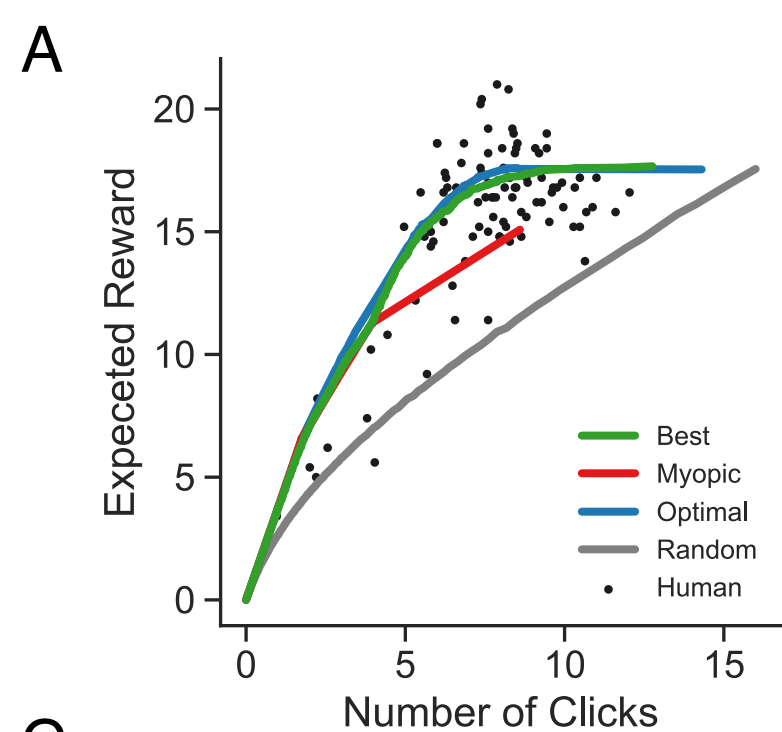 A
Expeceted Reward
20
15
10
5
0
Best
Myopic
Optimal
Random
Human
0 5 10 15
Number of Clicks